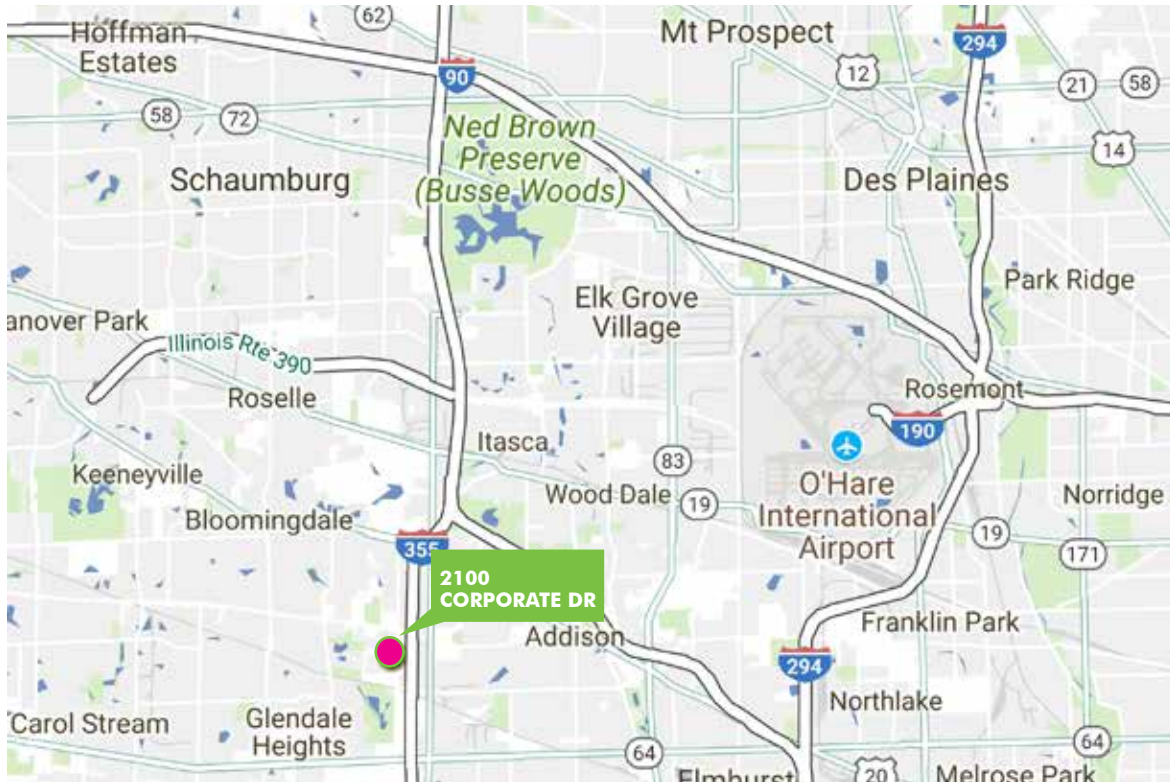 62
Hoffman
Estates
Mt Prospect
294
12
90
21
58
58
72
Ned Brown
Preserve
(Busse Woods)
14
Schaumburg
Des Plaines
Park Ridge
Elk Grove
Village
anover Park
Illinois Rte 390
Roselle
Rosemont
190
Itasca
83
Keeneyville
Wood Dale
19
O'Hare
International
Airport
Norridge
Bloomingdale
19
355
171
2100
CORPORATE DR
Addison
Franklin Park
294
Northlake
Carol Stream
Glendale
Heights
64
64
Elmhurst
20
Melrose Park